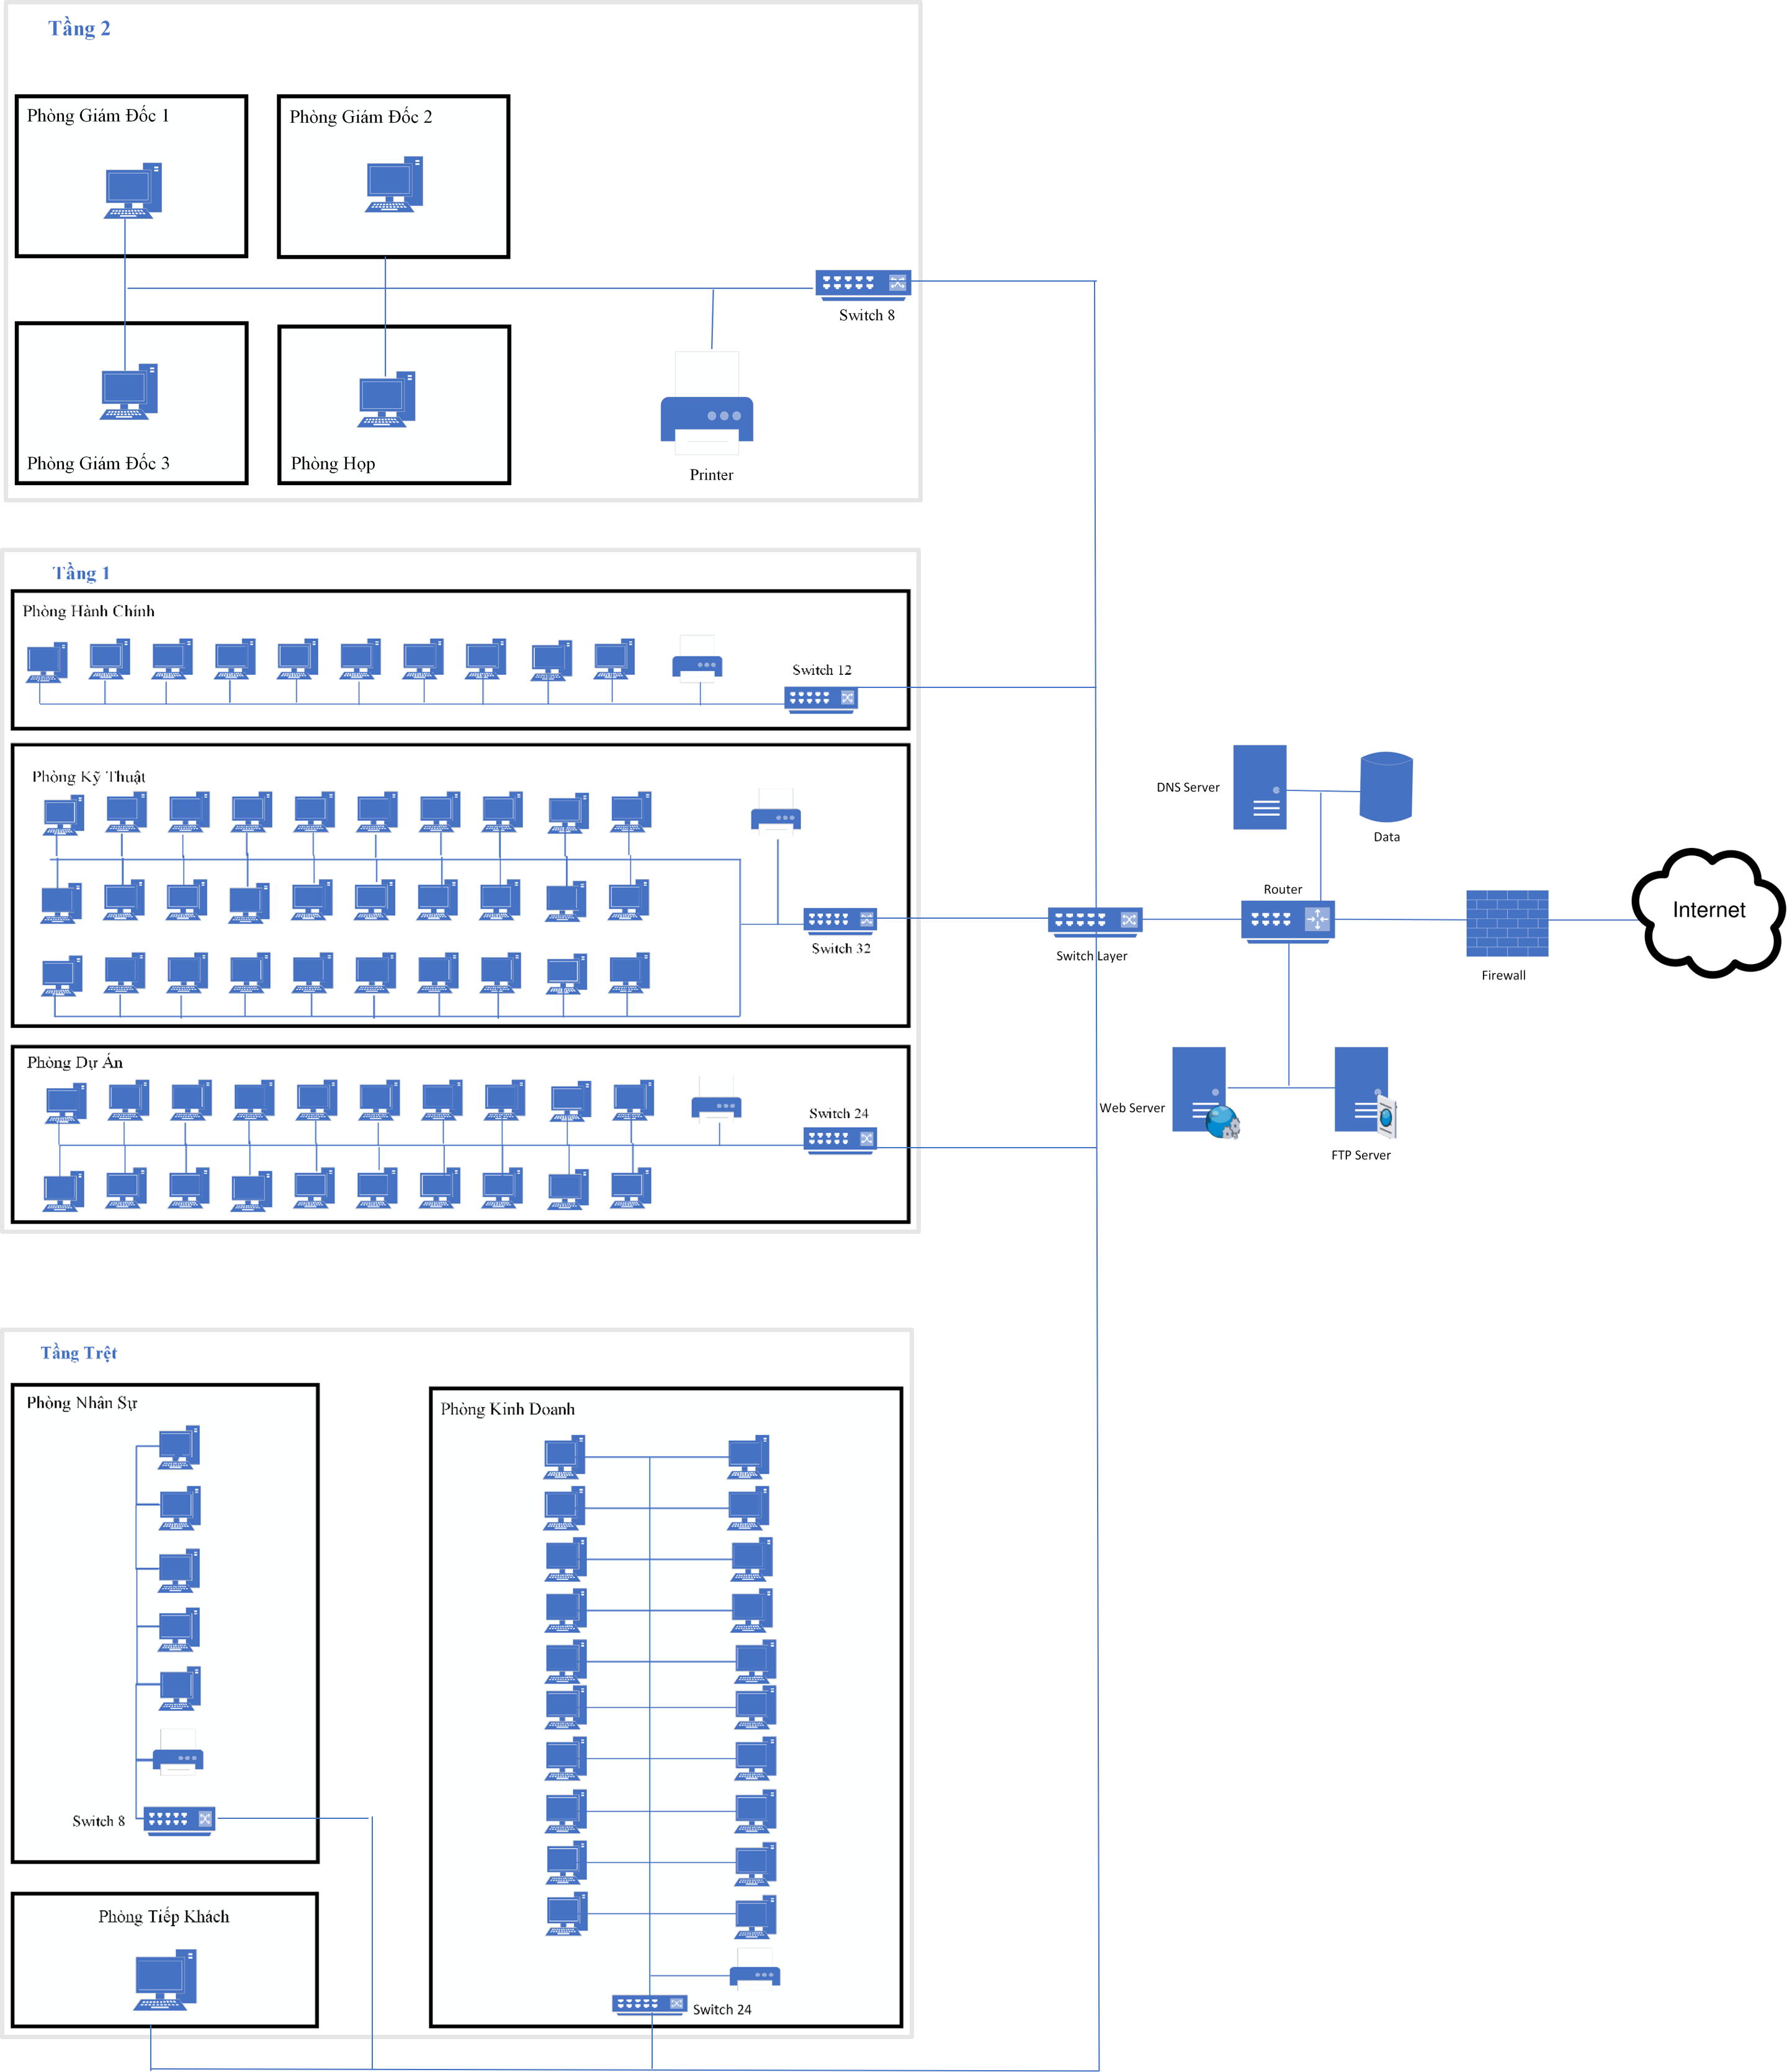 Tầng 2
Phòng Giám Đốc 1
Phòng Giám Đốc 2
Switch 8
Phòng Giám Đốc 3
Phòng Họp
Printer
Tầng 1
Phòng Hành Chính
Switch 12
Phòng Kỹ Thuật
Switch 32
Phòng Dự Án
Switch 24
DNS Server
Data
Router
Switch Layer
Firewall
Internet
Web Server
FTP Server
Tầng Trệt
Phòng Nhân Sự
Phòng Kinh Doanh
Switch 8
Phòng Tiếp Khách
Switch 24